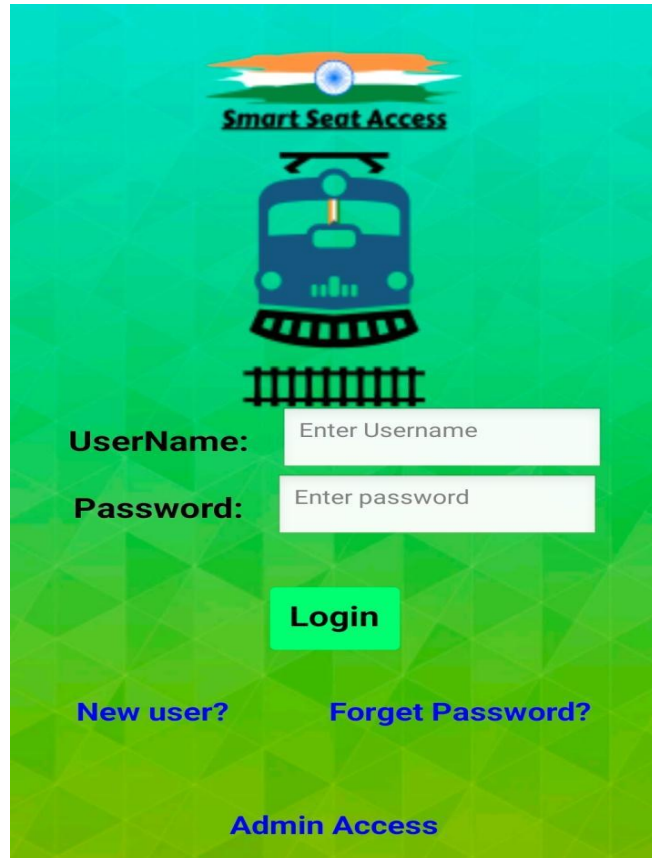 Smart Seat Access
UserName: Enter Username
Password: Enter password
Login
New user? Forget Password?
Admin Access